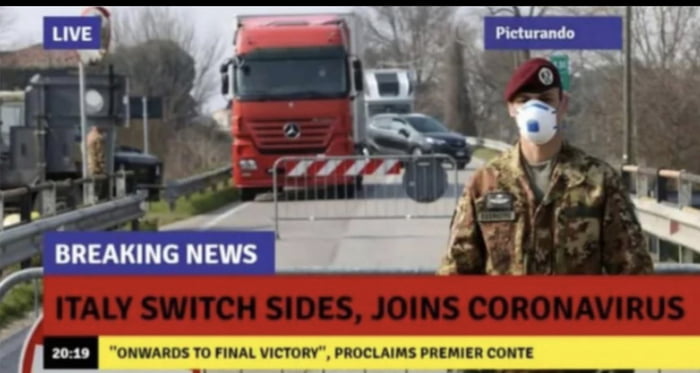 LIVE
Picturando
BREAKING NEWS
ITALY SWITCH SIDES, JOINS CORONAVIRUS
20:19 "ONWARDS TO FINAL VICTORY", PROCLAIMS PREMIER CONTE